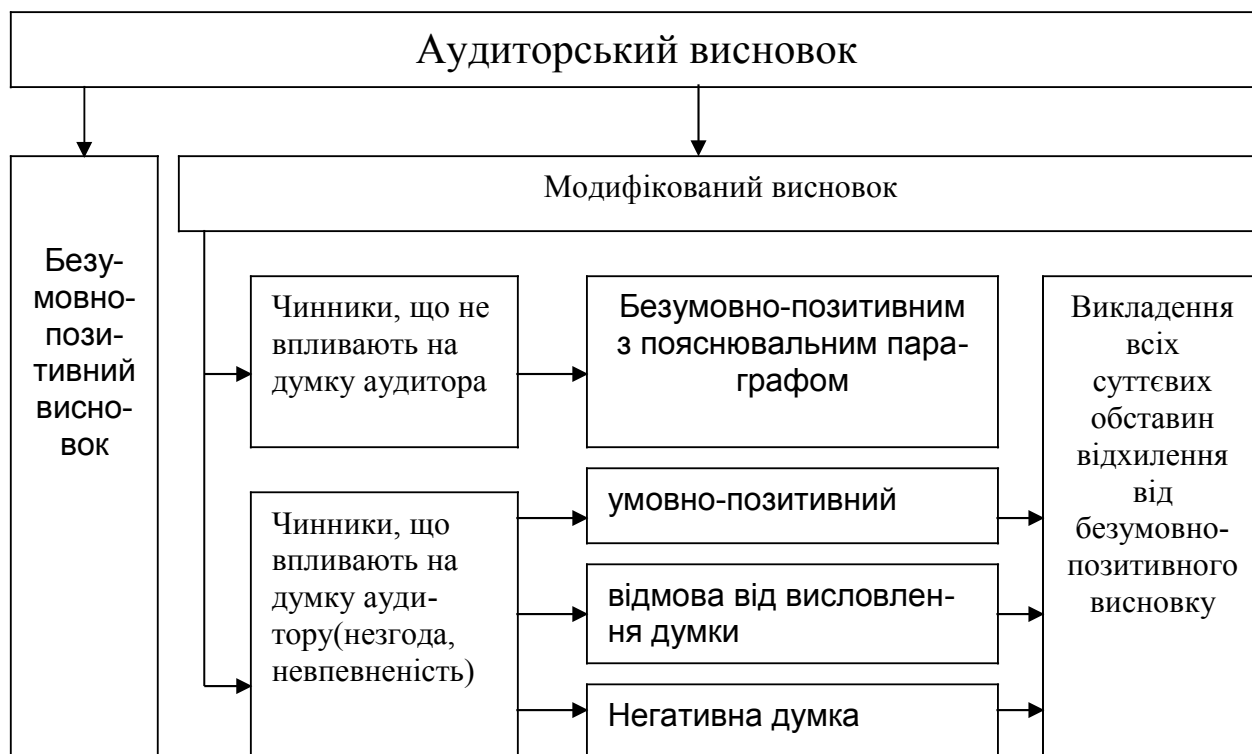 Аудиторський висновок
Безу-
мовно-
пози-
тивний
висно-
вок
Модифікований висновок
Чинники, що не
впливають на
думку аудитора
Безумовно-позитивним
з пояснювальним пара-
графом
Чинники, що
впливають на
думку ауди-
тору(незгода,
невпевненість)
умовно-позитивний
відмова від висловлен-
ня думки
Негативна думка
Викладення
всіх
суттєвих
обставин
відхилення
від
безумовно-
позитивного
висновку